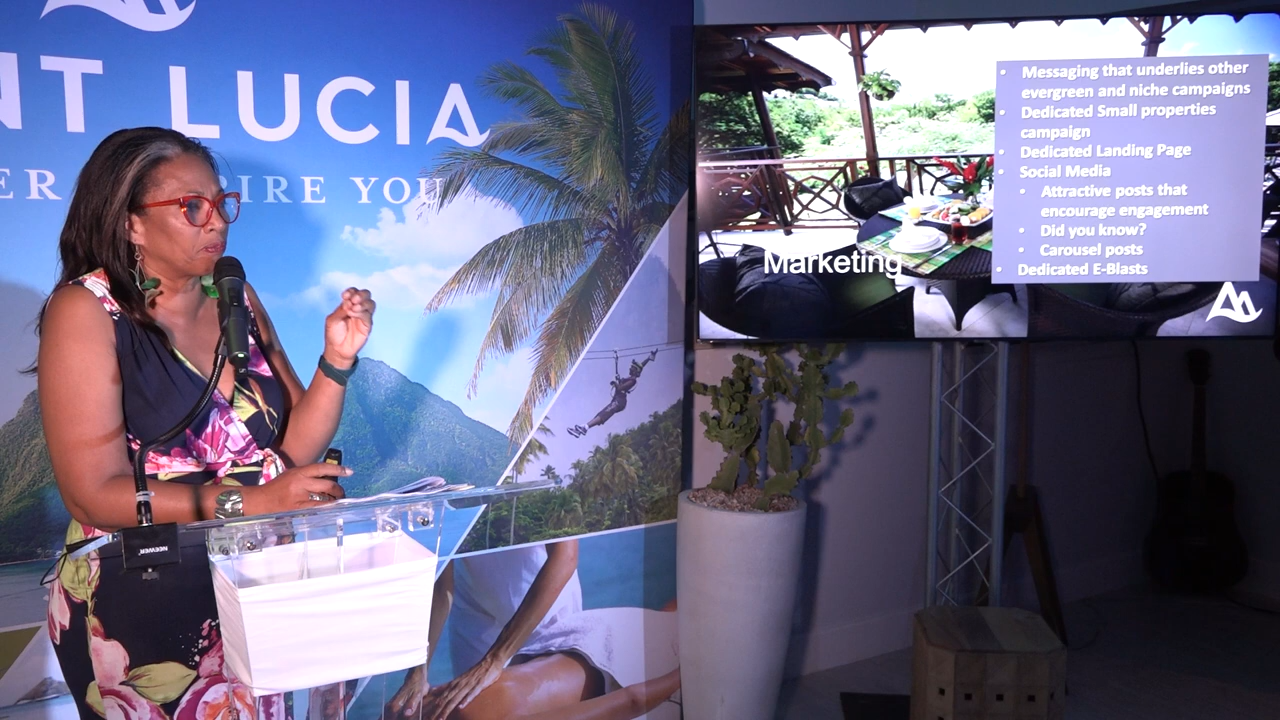 NT LUCIA
ER PIRE YOU
NEEWER
Marketing
• Messaging that underlies other
evergreen and niche campaigns
• Dedicated Small properties
campaign
• Dedicated Landing Page
• Social Media
• Attractive posts that
encourage engagement
• Did you know?
• Carousel posts
• Dedicated E-Blasts